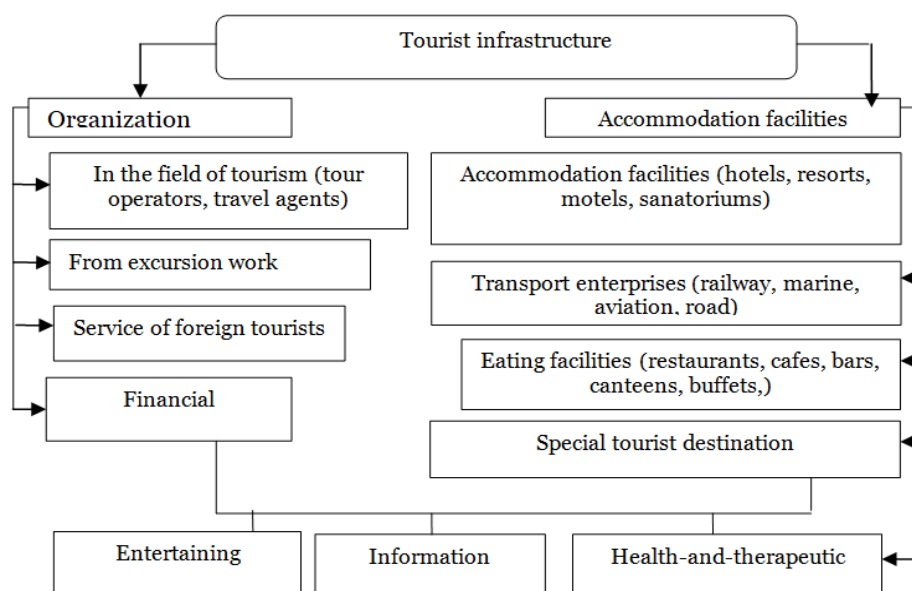 Tourist infrastructure
Organization
Accommodation facilities
In the field of tourism (tour
operators, travel agents)
Accommodation facilities (hotels, resorts,
motels, sanatoriums)
From excursion work
Transport enterprises (railway, marine,
aviation, road)
Service of foreign tourists
Eating facilities (restaurants, cafes, bars,
canteens, buffets,)
Financial
Special tourist destination
Entertaining
Information
Health-and-therapeutic